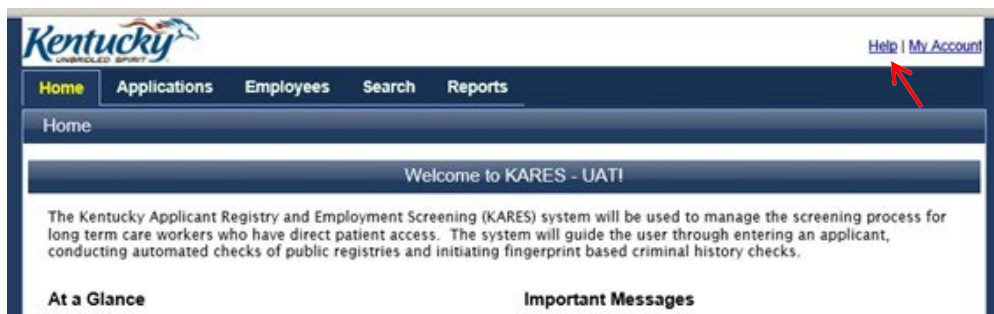 Kentucky
UNBRIDLED SPIRIT
Help | My Account
Home Applications Employees Search Reports
Home
Welcome to KARES - UAT!
The Kentucky Applicant Registry and Employment Screening (KARES) system will be used to manage the screening process for
long term care workers who have direct patient access. The system will guide the user through entering an applicant,
conducting automated checks of public registries and initiating fingerprint based criminal history checks.
At a Glance
Important Messages